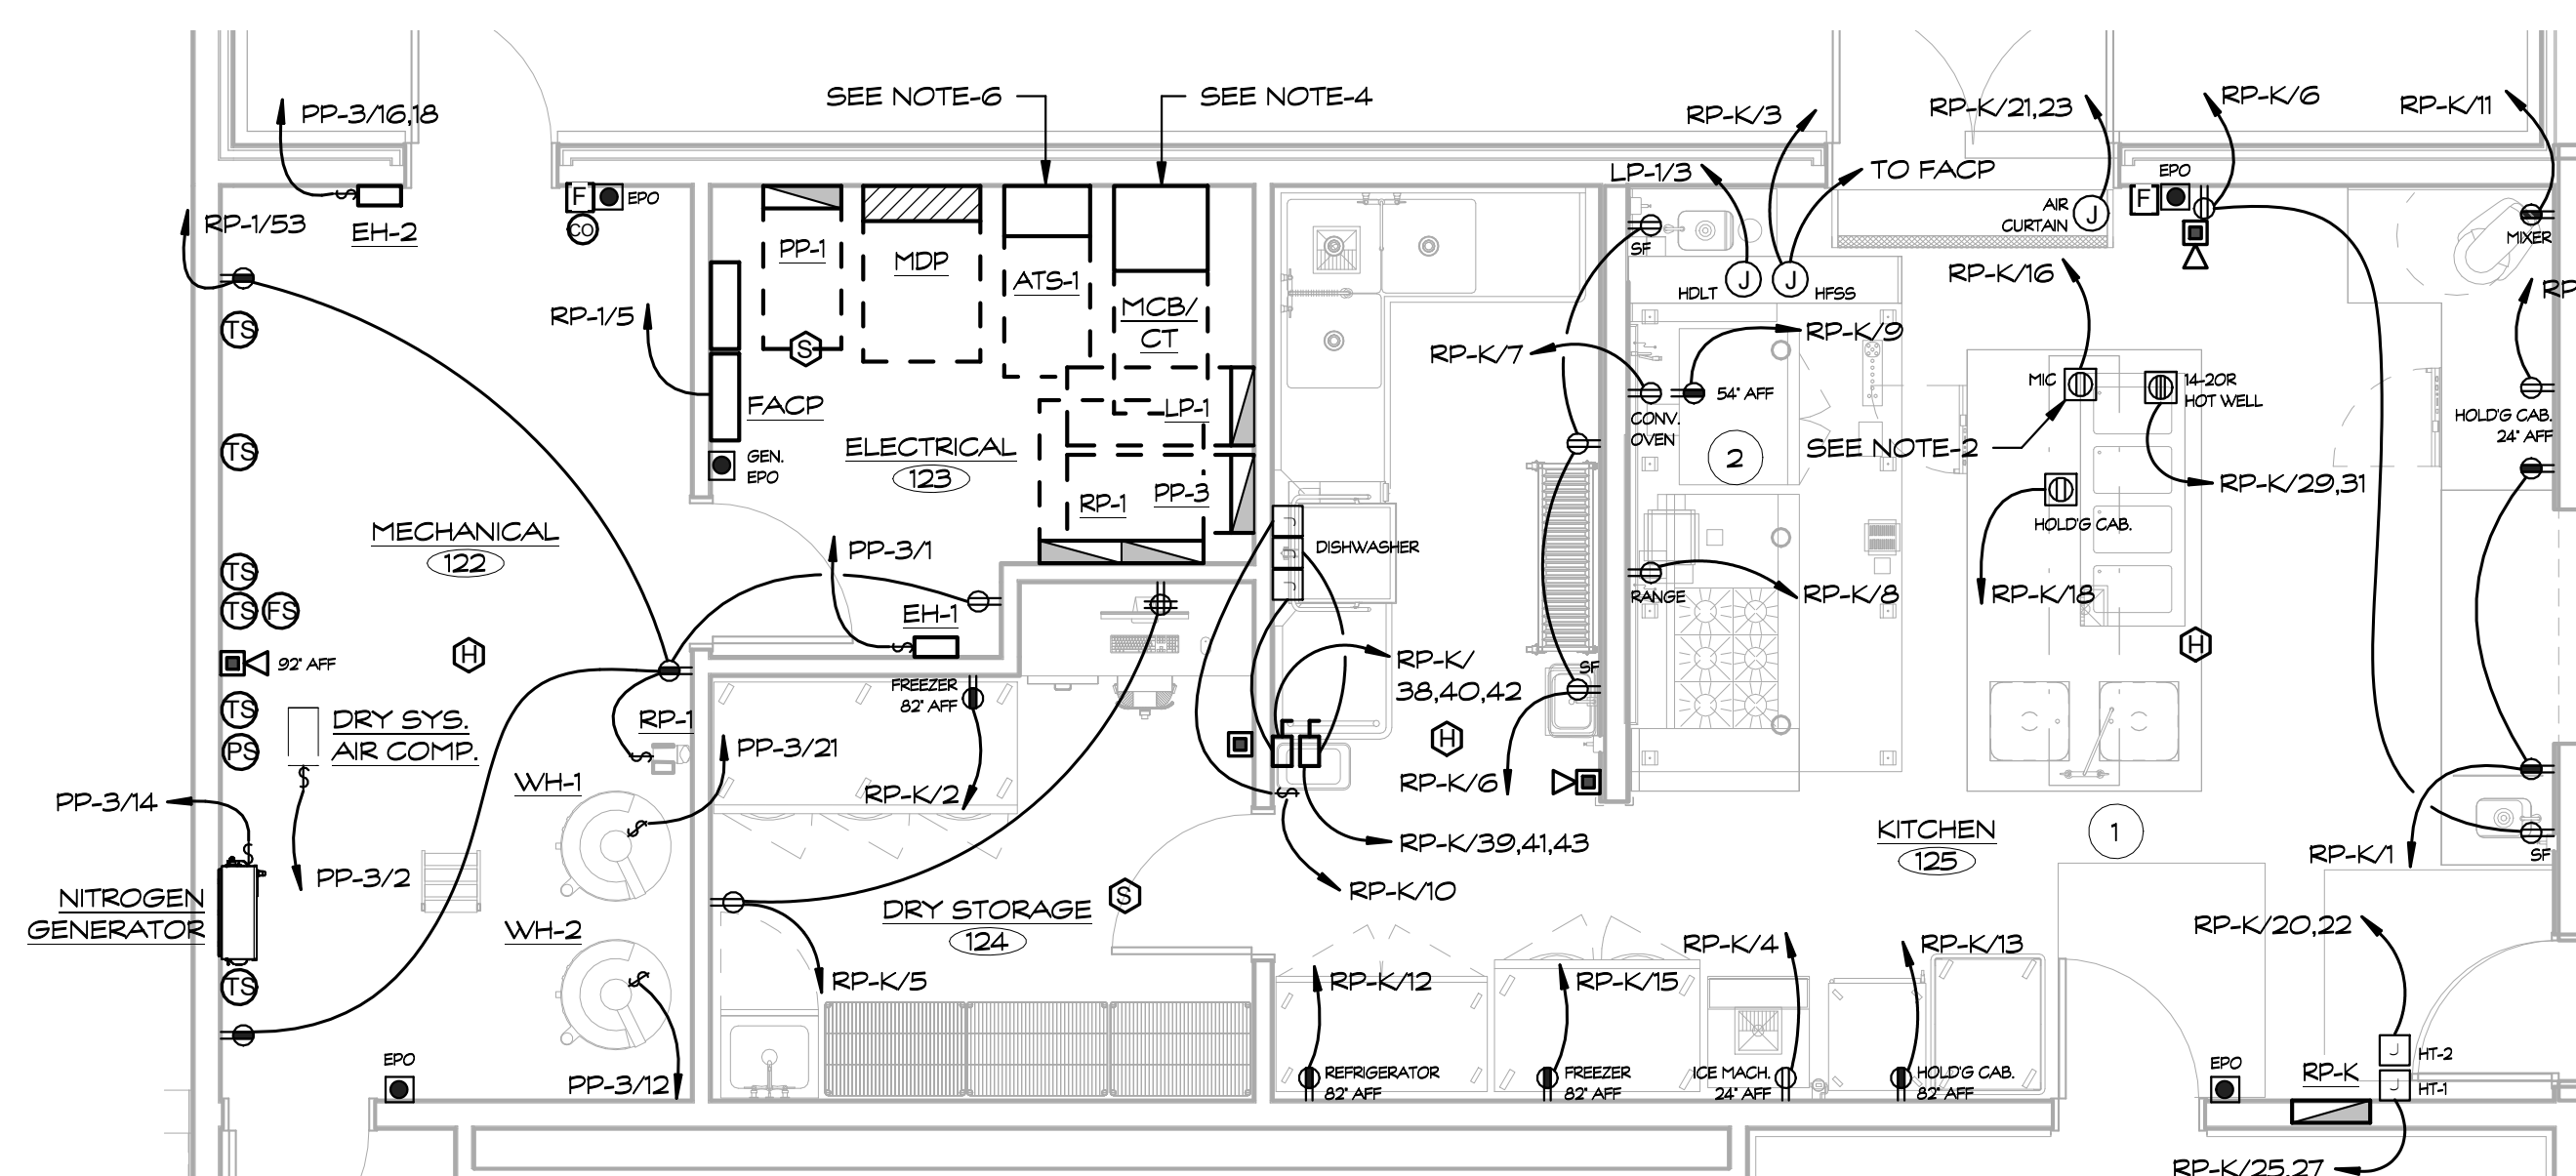 SEE NOTE-6
SEE NOTE-4
RP-K/3
RP-K/21,23
RP-K/6
RP-K/11
PP-3/16,18
LP-1/3
TO FACP
EPO
F
EPO
F
EPO
AIR
CURTAIN
J
RP-1/53
EH-2
CO
SF
MIXER
PP-1
MDP
ATS-1
MCB/
CT
HDLT
J
J
HFSS
RP-K/16
RP
TS
RP-1/5
S
RP-K/7
RP-K/9
MIC
14-20R
HOT WELL
54" AFF
FACP
LP-1
CONV.
OVEN
HOLD'G CAB.
24" AFF
TS
ELECTRICAL
123
GEN.
EPO
2
SEE NOTE-2
RP-K/29,31
RP-1
PP-3
HOLD'G CAB.
MECHANICAL
122
PP-3/1
J
J
J
DISHWASHER
TS
TS
FS
EH-1
RANGE
RP-K/8
RP-K/18
H
92" AFF
H
RP-K/
38,40,42
SF
FREEZER
82" AFF
TS
PS
DRY SYS.
AIR COMP.
RP-1
PP-3/21
H
WH-1
RP-K/2
RP-K/6
PP-3/14
RP-K/39,41,43
KITCHEN
125
1
RP-K/1
SF
PP-3/2
RP-K/10
NITROGEN
GENERATOR
WH-2
DRY STORAGE
124
S
RP-K/20,22
TS
RP-K/5
RP-K/12
RP-K/15
RP-K/4
RP-K/13
EPO
PP-3/12
REFRIGERATOR
82" AFF
FREEZER
82" AFF
ICE MACH.
24" AFF
HOLD'G CAB.
82" AFF
EPO
RP-K
J
HT-2
J
HT-1
RP-K/25,27